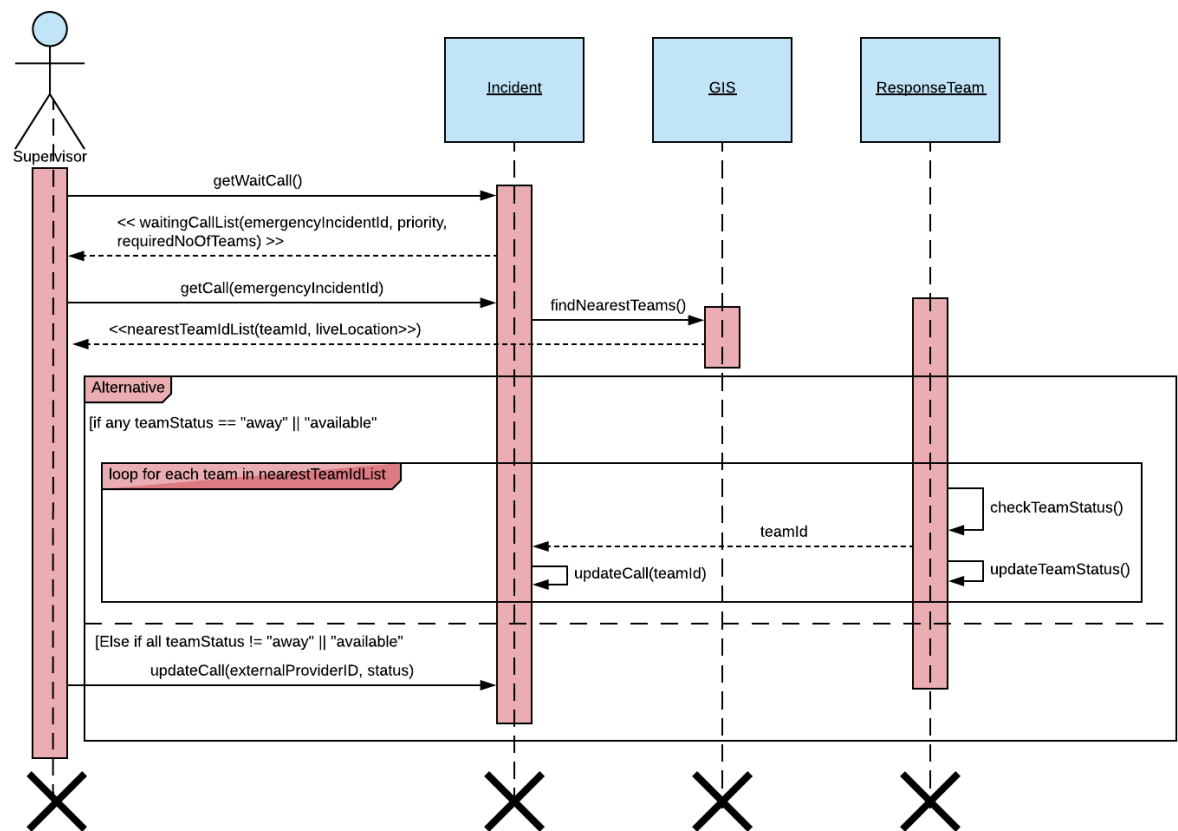 Supervisor
Incident
GIS
ResponseTeam
getWaitCall()
<< waitingCallList(emergencyIncidentId, priority,
requiredNoOfTeams) >>
getCall(emergencyIncidentId)
findNearestTeams()
<<nearestTeamIdList(teamId, liveLocation>>)
Alternative
[if any teamStatus == "away" || "available"
loop for each team in nearestTeamIdList
checkTeamStatus()
teamId
updateCall(teamId)
updateTeamStatus()
[Else if all teamStatus != "away" || "available"
updateCall(externalProviderID, status)